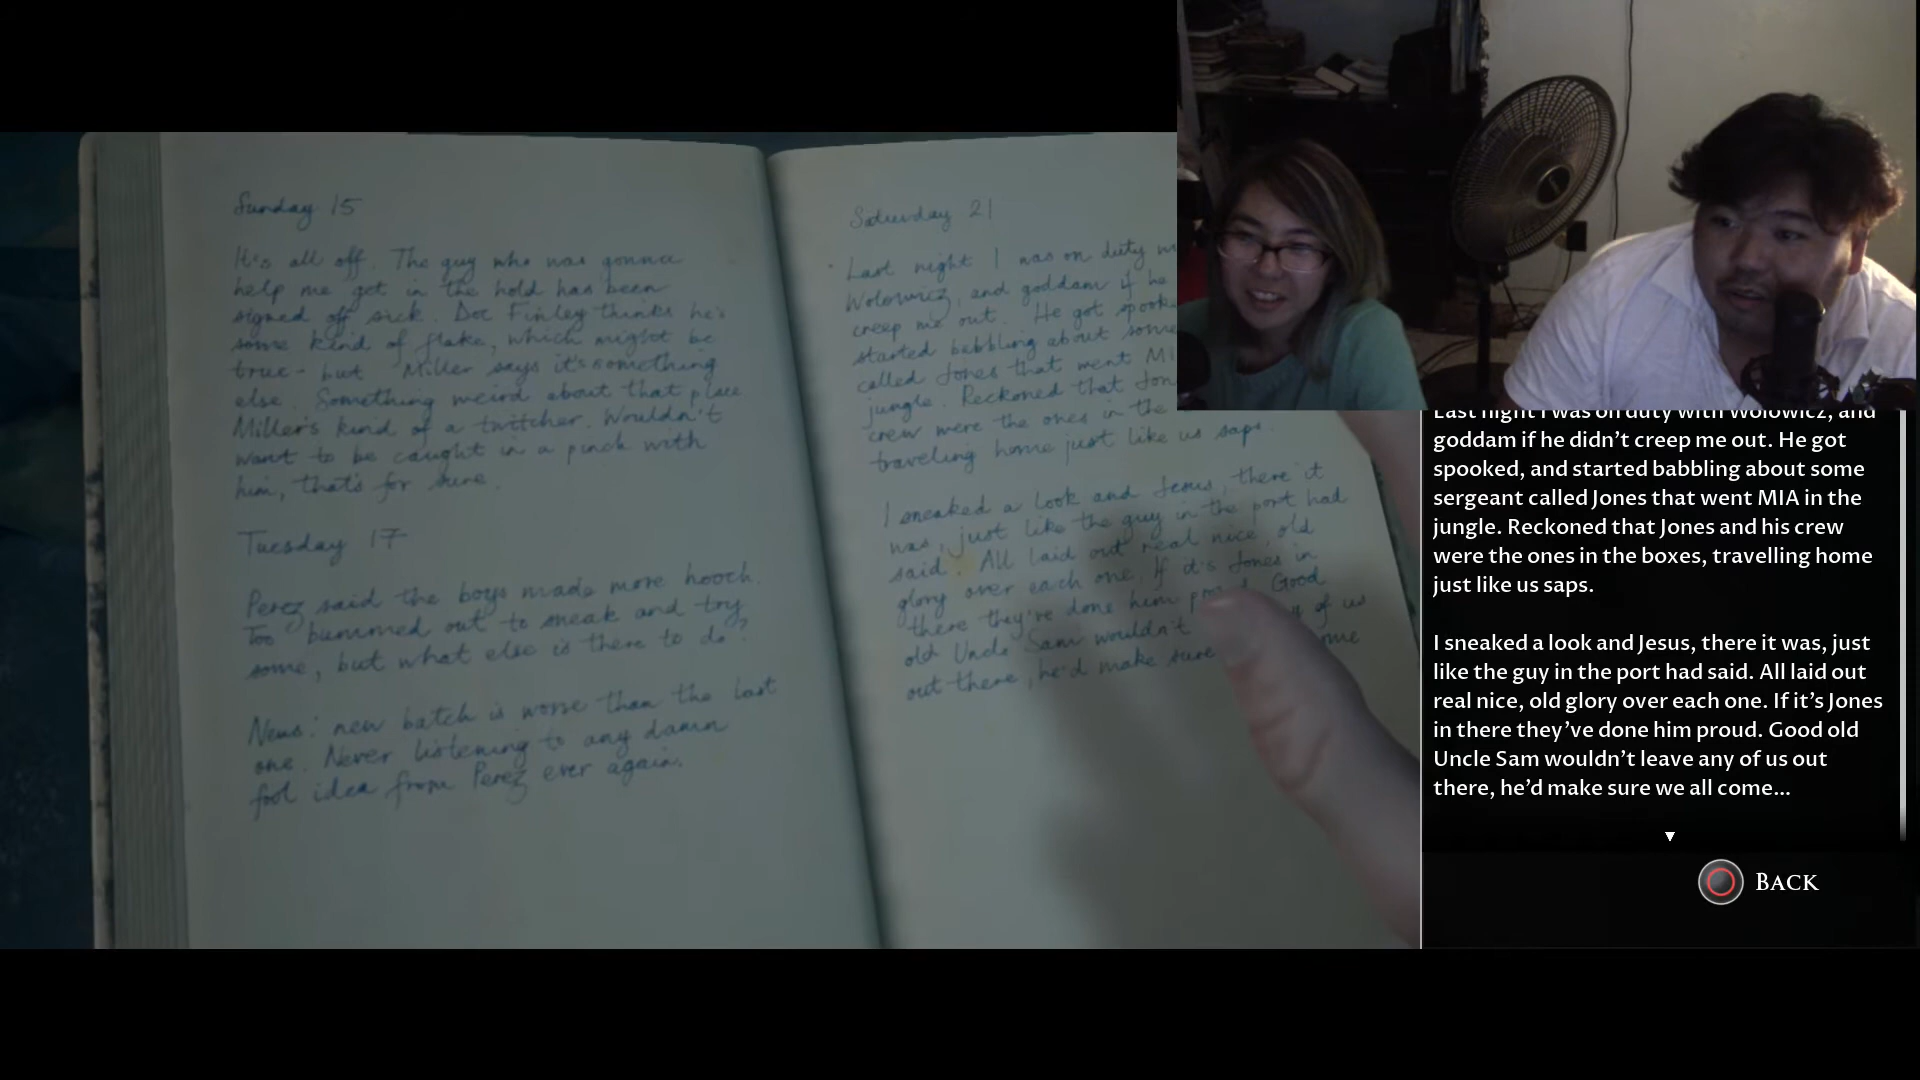 Sunday 15
It's all off. The guy who was gonna
help me get in the hold has been
signed off sick. Doc Finley thinks he's
some kind of flake, which might be
true - but Miller says it's something
else. Something weird about that place
Miller's kind of a twitcher. Wouldn't
want to be caught in a pinch with
him, that's for sure.
Tuesday 17
Perez said the boys made more hooch.
Too bummed out to sneak and try
some, but what else is there to do?
News: new batch is worse than the last
one. Never listening to any damn
fool idea from Perez ever again.
Saturday 21
Last night I was on duty
Wolowicz, and goddam if he
creep me out. He got
started babbling about
called Jones that went
jungle. Reckoned that
crew were the ones in the
traveling home just like us saps.
I sneaked a look and Jesus, there it
was, just like the guy in the port had
said. All laid out real nice, old
glory over each one. If it's Jones in
there they've done him Good
old Uncle Sam wouldn't of us
out there, he'd make sure
Last night I was on duty with Wolowicz, and
goddam if he didn't creep me out. He got
spooked, and started babbling about some
sergeant called Jones that went MIA in the
jungle. Reckoned that Jones and his crew
were the ones in the boxes, travelling home
just like us saps.
I sneaked a look and Jesus, there it was, just
like the guy in the port had said. All laid out
real nice, old glory over each one. If it's Jones
in there they've done him proud. Good old
Uncle Sam wouldn't leave any of us out
there, he'd make sure we all come...
BACK